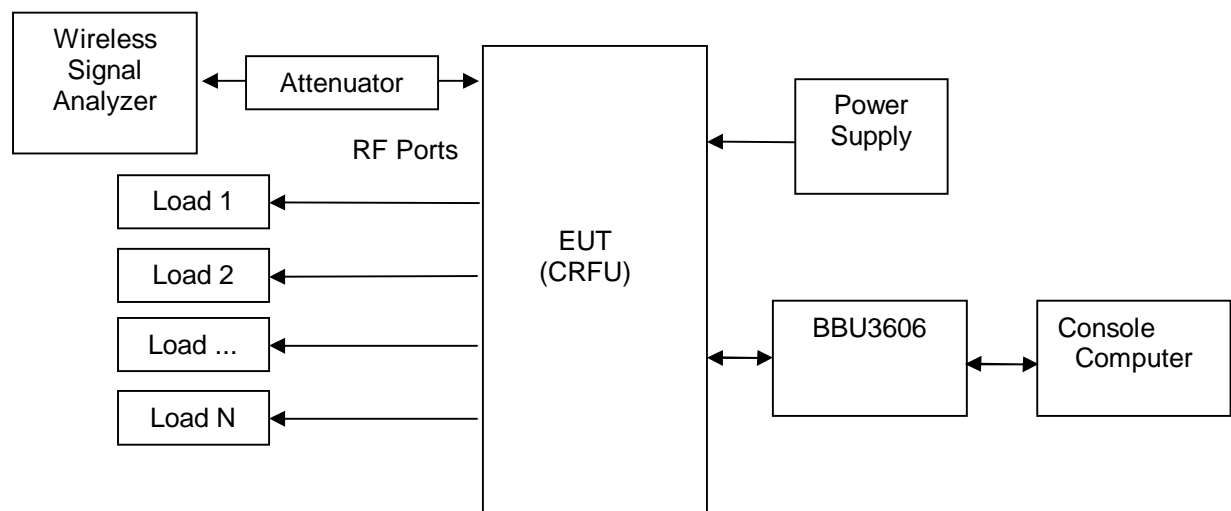 Wireless
Signal
Analyzer
Attenuator
Power
Supply
RF Ports
Load 1
Load 2
Load ...
Load N
EUT
(CRFU)
BBU3606
Console
Computer